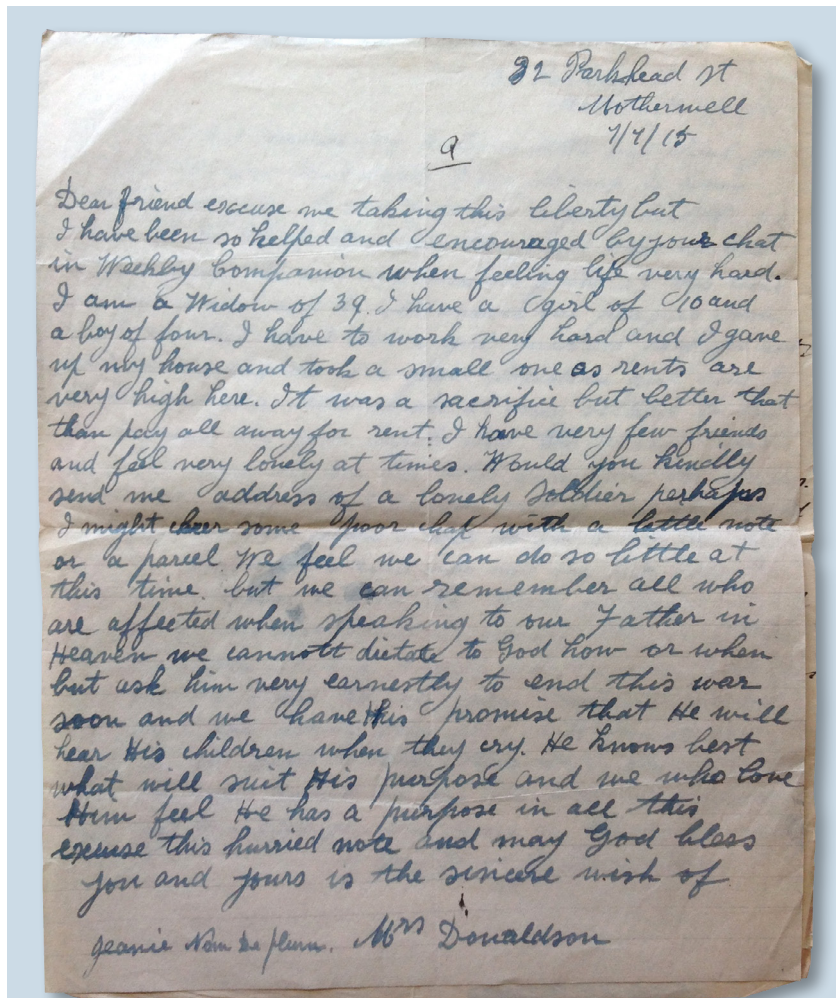 32 Parkhead st
Motherwell
7/7/15
a
Dear friend excuse me taking this liberty but
I have been so helped and encouraged by your chat
in Weekly Companion when feeling life very hard.
I am a Widow of 39. I have a girl of 10 and
a boy of four. I have to work very hard and I gave
up my house and took a small one as rents are
very high here. It was a sacrifice but better that
than pay all away for rent. I have very few friends
and feel very lonely at times. Would you kindly
send me address of a lonely Soldier perhaps
I might cheer some poor chap with a little note
or a parcel We feel we can do so little at
this time. but we can remember all who
are affected when speaking to our Father in
Heaven we cannott dictate to God how or when
but ask him very earnestly to end this war
soon and we have His promise that He will
hear His children when they cry. He knows best
what will suit His purpose and we who love
Him feel He has a purpose in all this
excuse this hurried note and may God bless
you and yours is the sincere wish of
Mrs Donaldson
Jeanie Nom De plum.